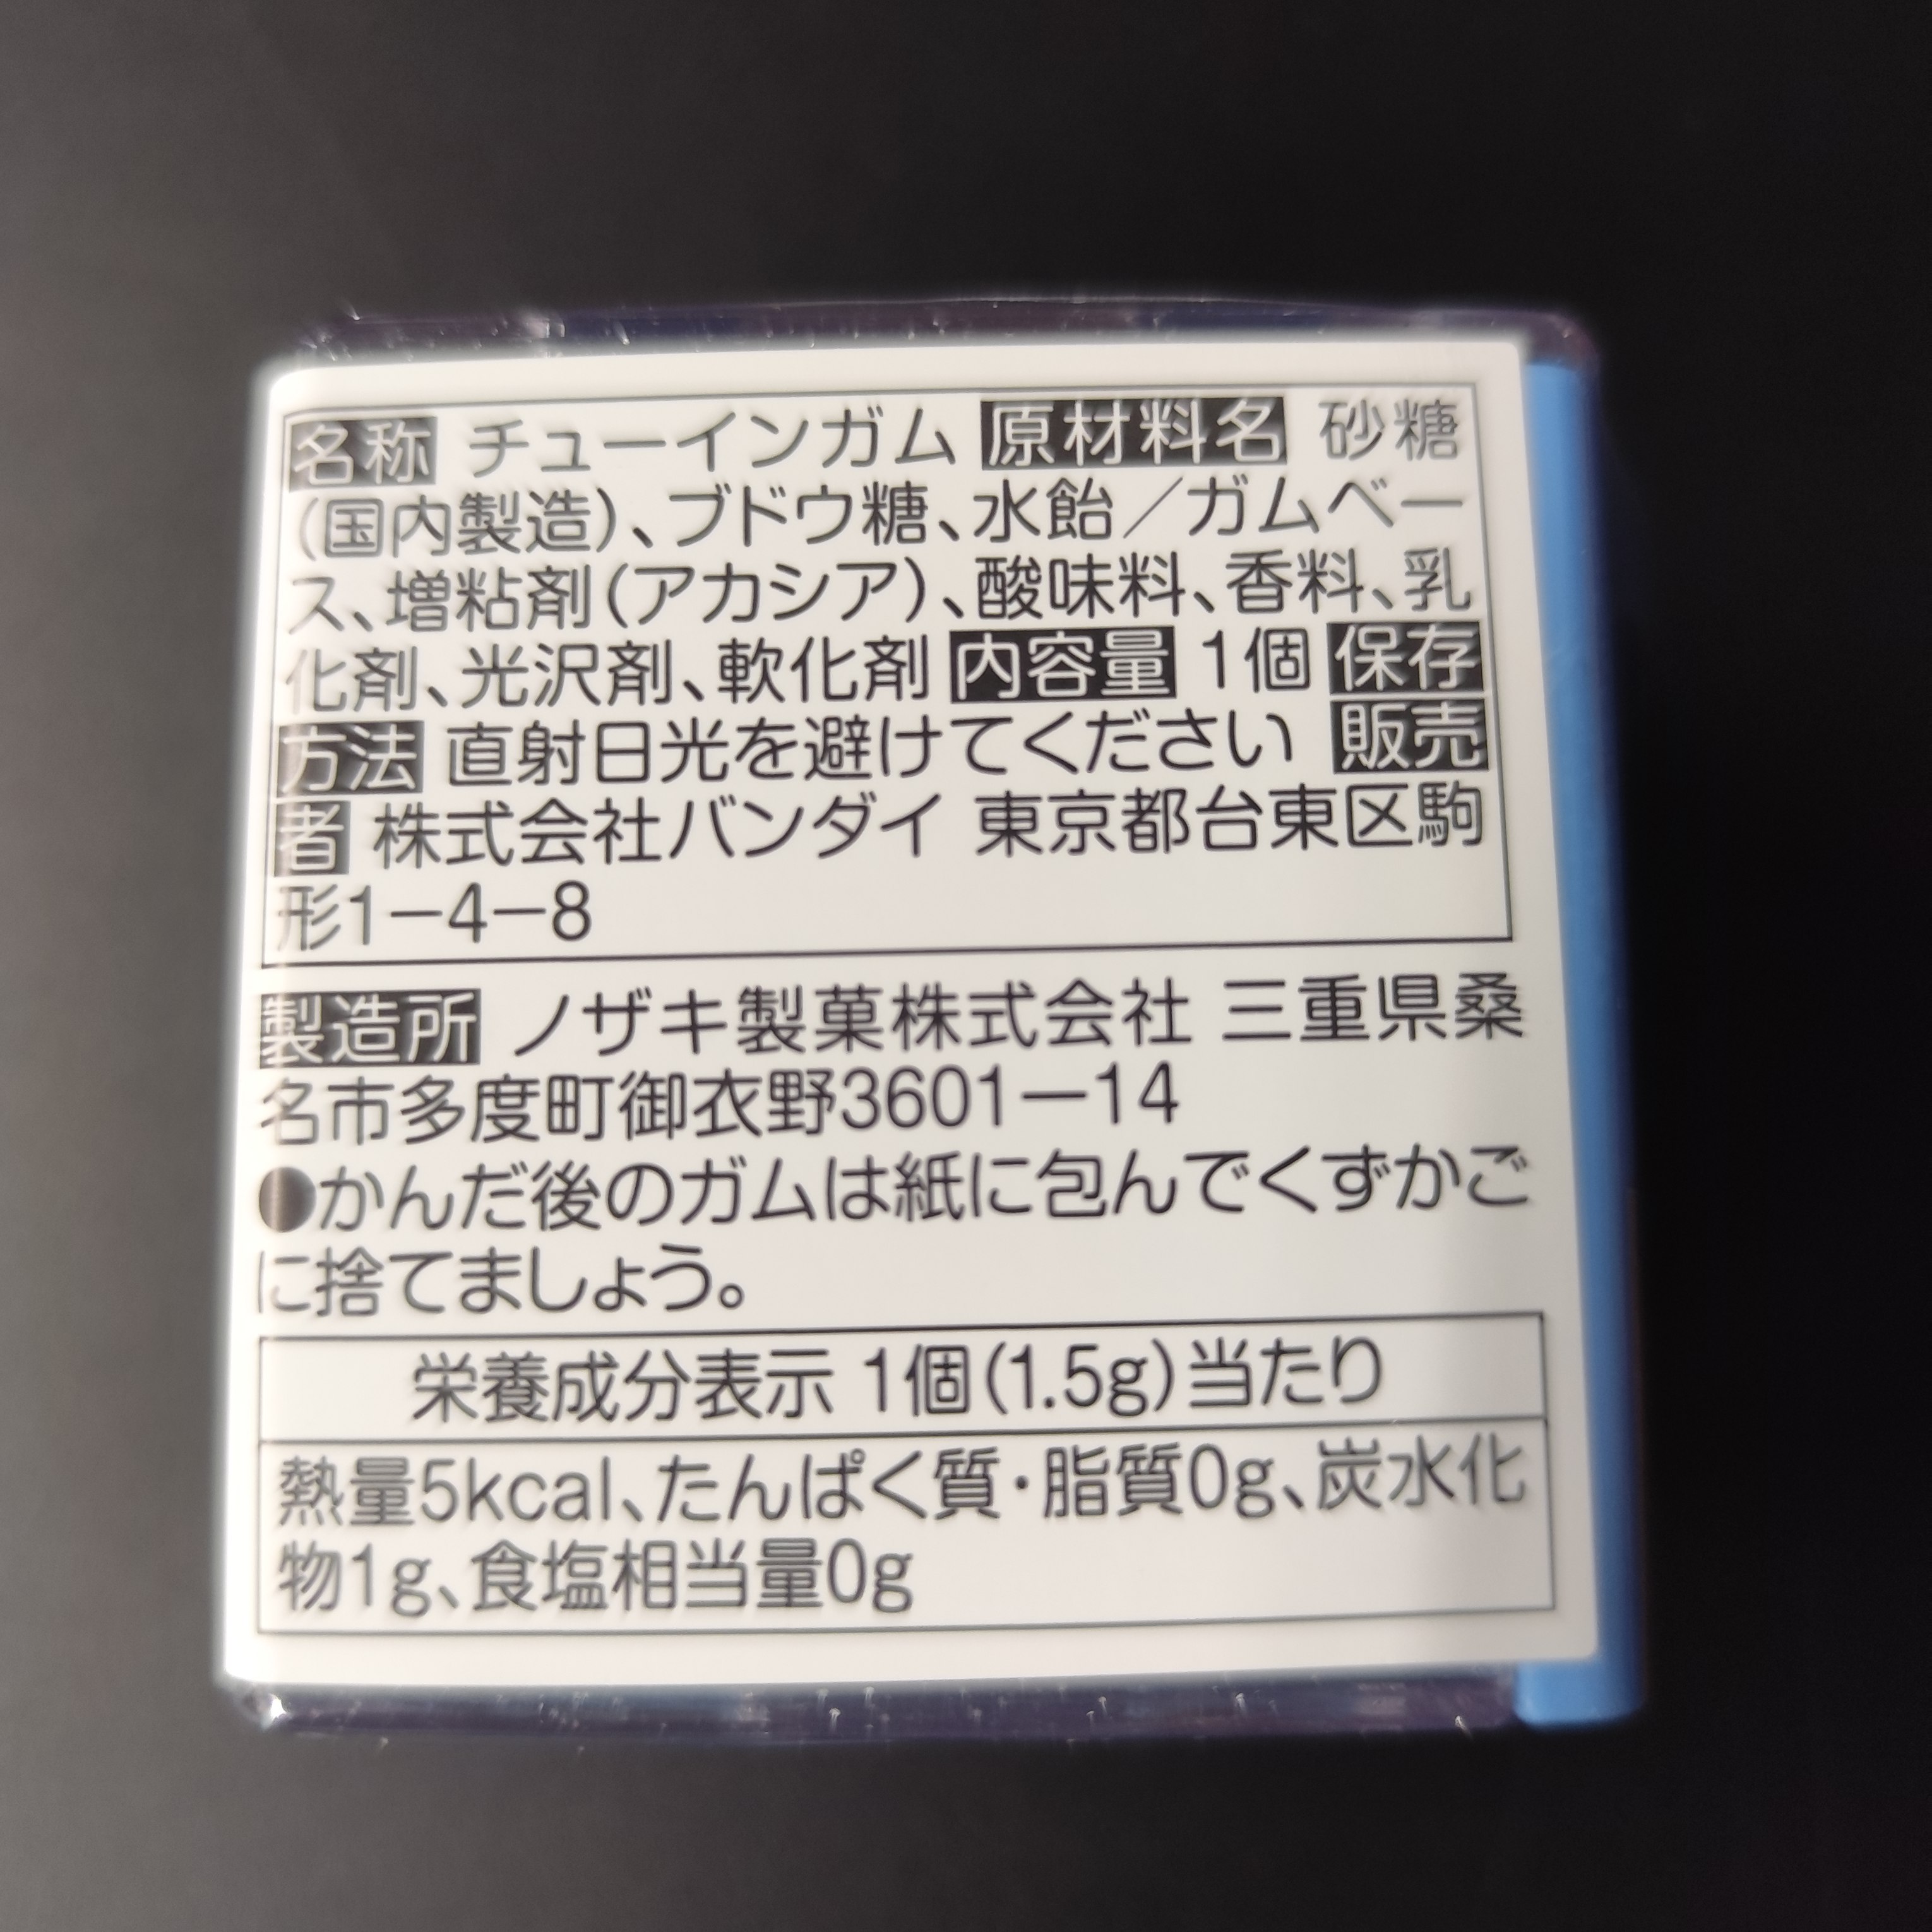 名称 チューインガム 原材料名 砂糖
(国内製造)、ブドウ糖、水飴／ガムベー
ス、増粘剤(アカシア)、酸味料、香料、乳
化剤、光沢剤、軟化剤 内容量 1個 保存
方法 直射日光を避けてください 販売
者 株式会社バンダイ 東京都台東区駒
形1−4−8
製造所 ノザキ製菓株式会社 三重県桑
名市多度町御衣野3601−14
●かんだ後のガムは紙に包んでくずかご
に捨てましょう。
栄養成分表示 1個(1.5g)当たり
熱量5kcal、たんぱく質・脂質0g、炭水化
物1g、食塩相当量0g